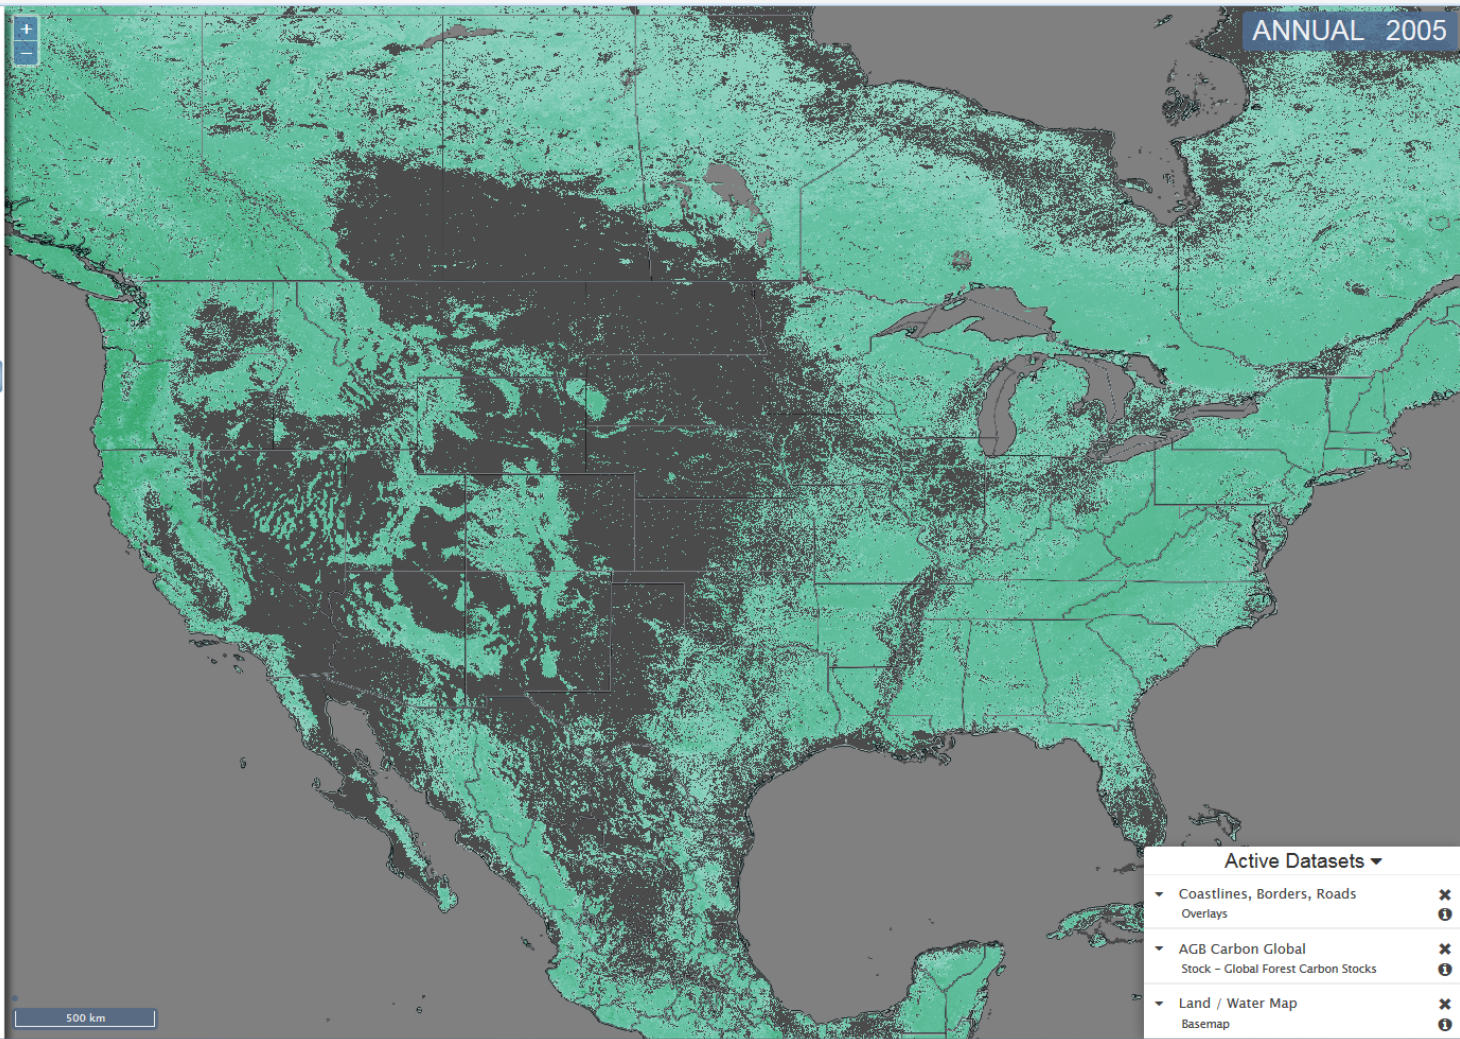 +
ANNUAL 2005
−
Active Datasets
Coastlines, Borders, Roads
Overlays
AGB Carbon Global
Stock – Global Forest Carbon Stocks
Land / Water Map
Basemap
500 km